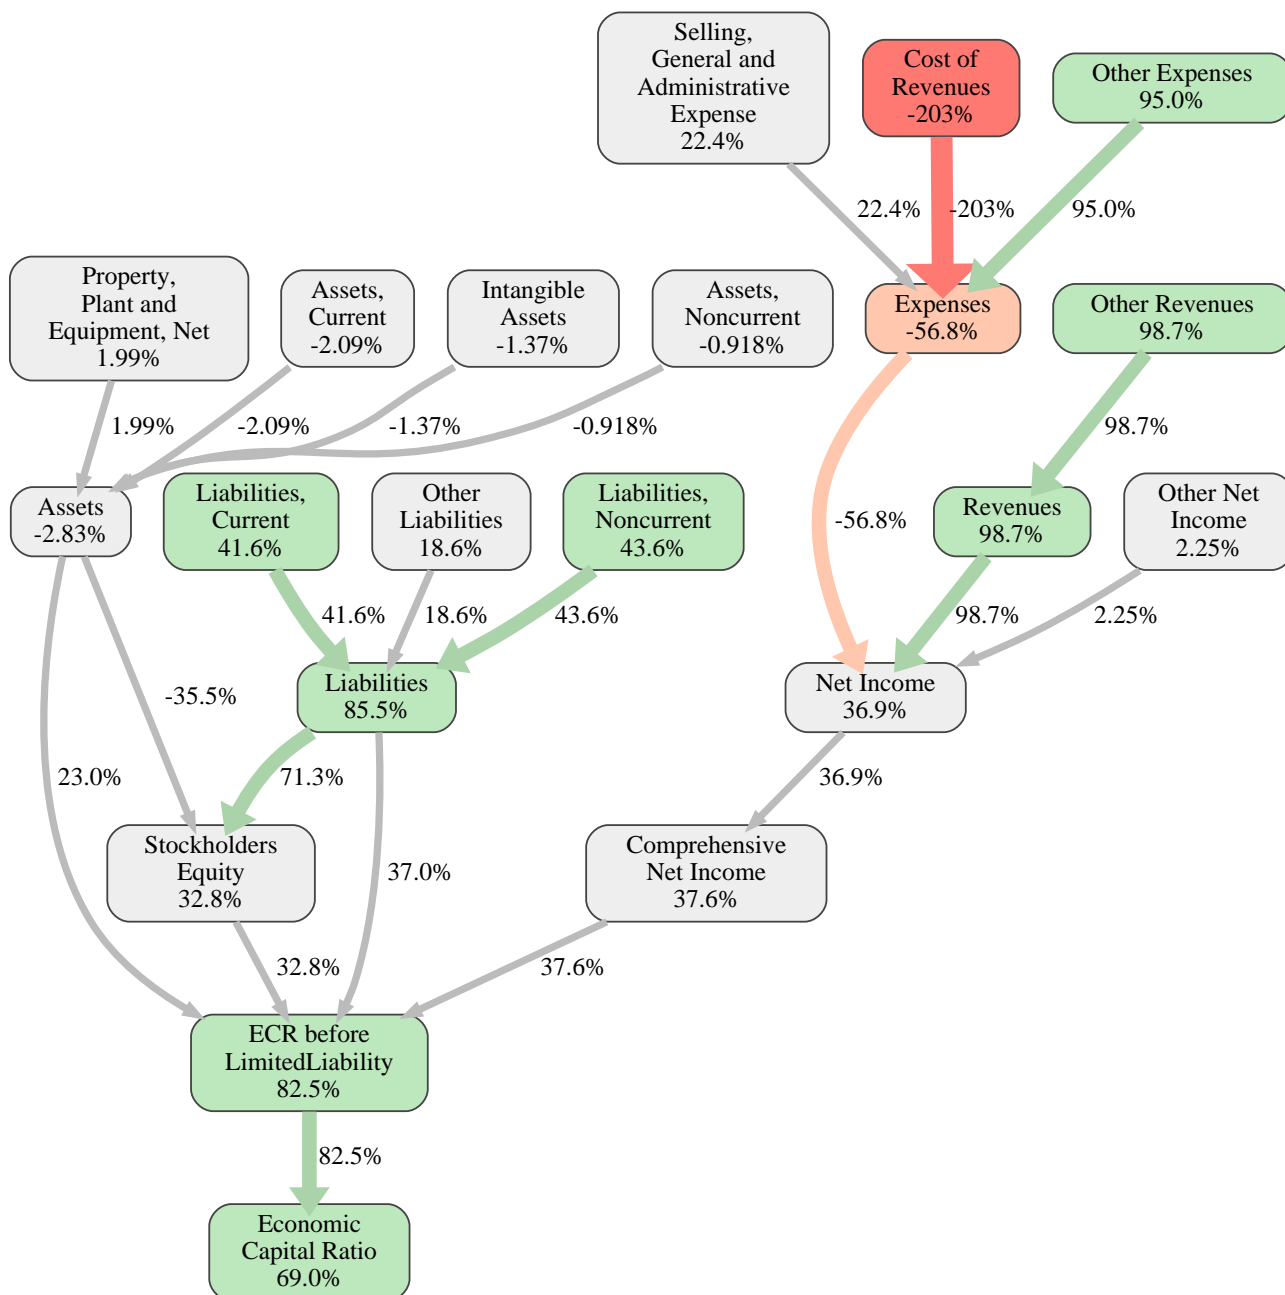 Selling,
General and
Administrative
Expense
22.4%
Cost of
Revenues
-203%
Other Expenses
95.0%
22.4%
-203%
95.0%
Property,
Plant and
Equipment, Net
1.99%
Assets,
Current
-2.09%
Intangible
Assets
-1.37%
Assets,
Noncurrent
-0.918%
Expenses
-56.8%
Other Revenues
98.7%
1.99%
-2.09%
-1.37%
-0.918%
98.7%
Assets
-2.83%
Liabilities,
Current
41.6%
Other
Liabilities
18.6%
Liabilities,
Noncurrent
43.6%
-56.8%
Revenues
98.7%
Other Net
Income
2.25%
41.6%
18.6%
43.6%
98.7%
2.25%
-35.5%
Liabilities
85.5%
Net Income
36.9%
23.0%
71.3%
36.9%
Stockholders
Equity
32.8%
37.0%
Comprehensive
Net Income
37.6%
32.8%
37.6%
ECR before
LimitedLiability
82.5%
82.5%
Economic
Capital Ratio
69.0%